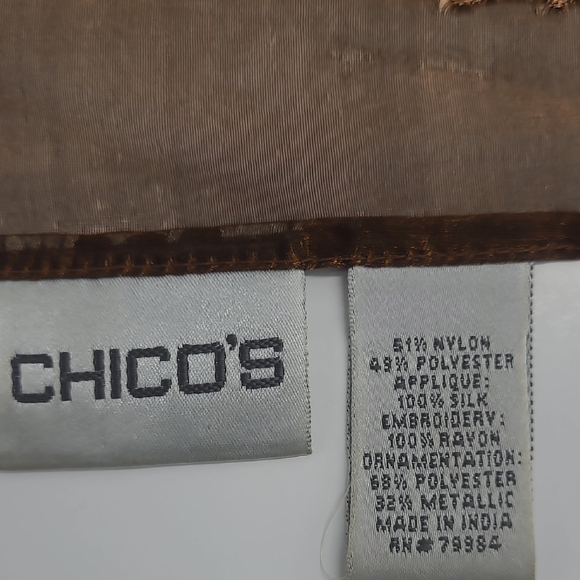 CHICO'S
51% NYLON
49% POLYESTER
APPLIQUE:
100% SILK
EMBROIDERY:
100% RAYON
ORNAMENTATION:
68% POLYESTER
32% METALLIC
MADE IN INDIA
RN# 79984